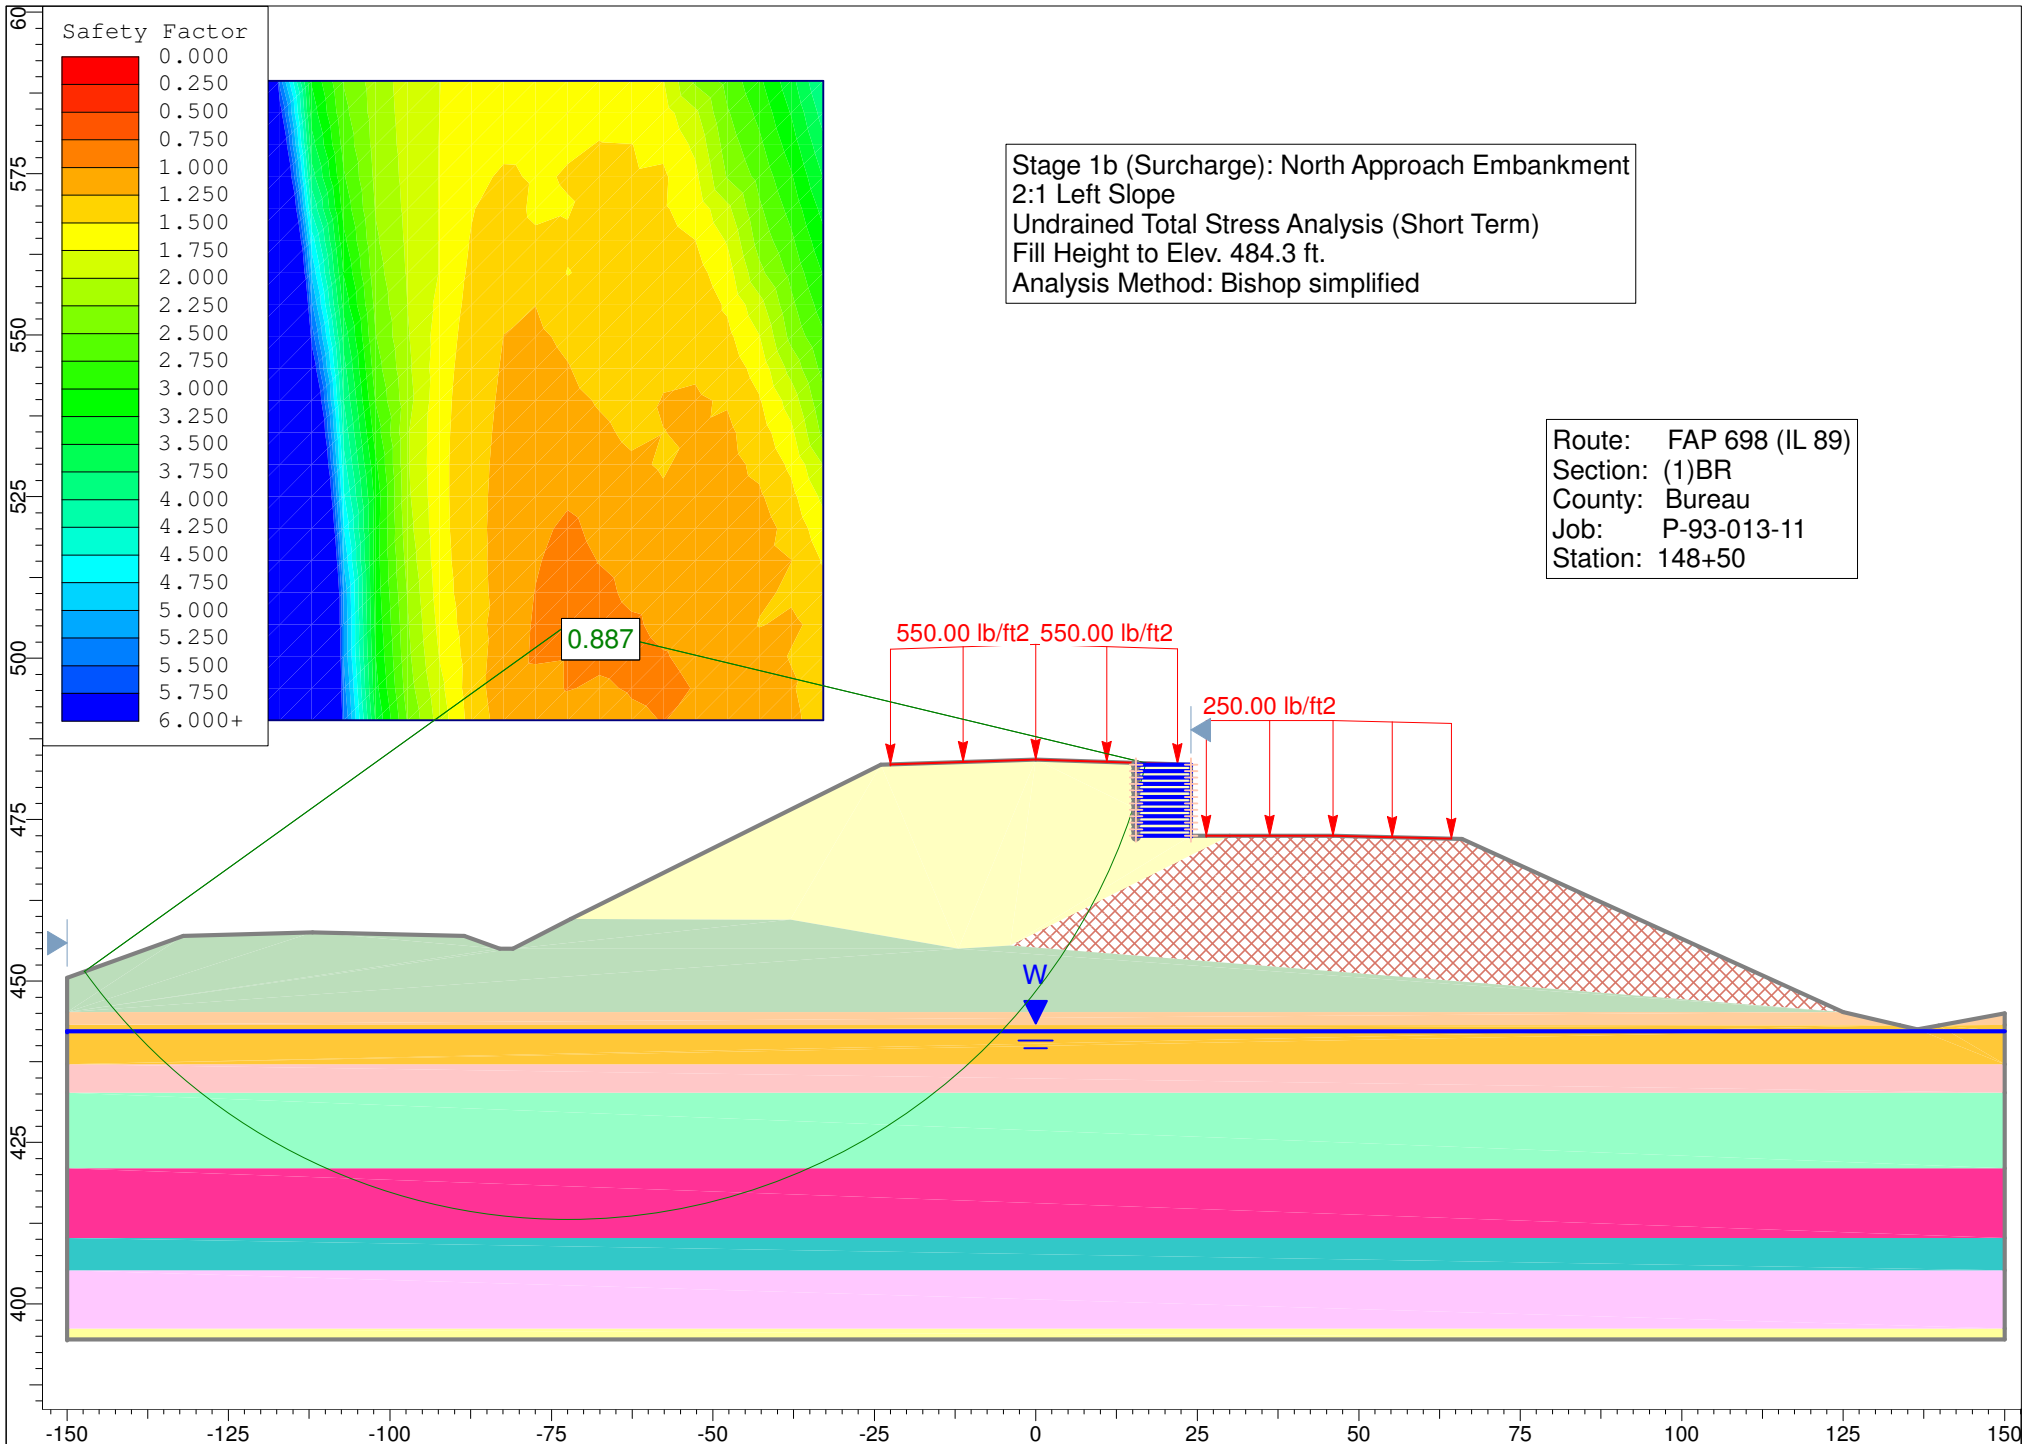 Safety Factor
0.000
0.250
0.500
0.750
1.000
1.250
1.500
1.750
2.000
2.250
2.500
2.750
3.000
3.250
3.500
3.750
4.000
4.250
4.500
4.750
5.000
5.250
5.500
5.750
6.000+
Stage 1b (Surcharge): North Approach Embankment
2:1 Left Slope
Undrained Total Stress Analysis (Short Term)
Fill Height to Elev. 484.3 ft.
Analysis Method: Bishop simplified
Route: FAP 698 (IL 89)
Section: (1)BR
County: Bureau
Job: P-93-013-11
Station: 148+50
0.887
550.00 lb/ft2 550.00 lb/ft2
250.00 lb/ft2
W
60
575
550
525
500
475
450
425
400
-150 -125 -100 -75 -50 -25 0 25 50 75 100 125 150